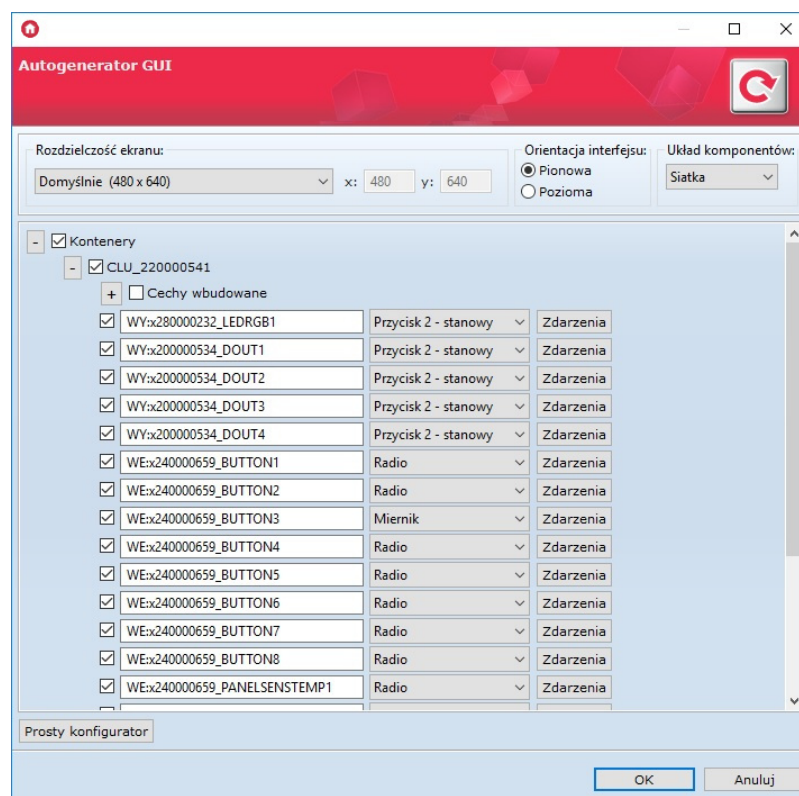 Autogenerator GUI
Rozdzielczość ekranu:
Orientacja interfejsu:
Układ komponentów:
Domyślnie (480 x 640)
x: 480 y: 640
Pionowa
Pozioma
Siatka
- Kontenery
- CLU_220000541
+ Cechy wbudowane
WY:x280000232_LEDRGB1 Przycisk 2 - stanowy Zdarzenia
WY:x200000534_DOUT1 Przycisk 2 - stanowy Zdarzenia
WY:x200000534_DOUT2 Przycisk 2 - stanowy Zdarzenia
WY:x200000534_DOUT3 Przycisk 2 - stanowy Zdarzenia
WY:x200000534_DOUT4 Przycisk 2 - stanowy Zdarzenia
WE:x240000659_BUTTON1 Radio Zdarzenia
WE:x240000659_BUTTON2 Radio Zdarzenia
WE:x240000659_BUTTON3 Miernik Zdarzenia
WE:x240000659_BUTTON4 Radio Zdarzenia
WE:x240000659_BUTTON5 Radio Zdarzenia
WE:x240000659_BUTTON6 Radio Zdarzenia
WE:x240000659_BUTTON7 Radio Zdarzenia
WE:x240000659_BUTTON8 Radio Zdarzenia
WE:x240000659_PANELSENSTEMP1 Radio Zdarzenia
Prosty konfigurator
OK Anuluj